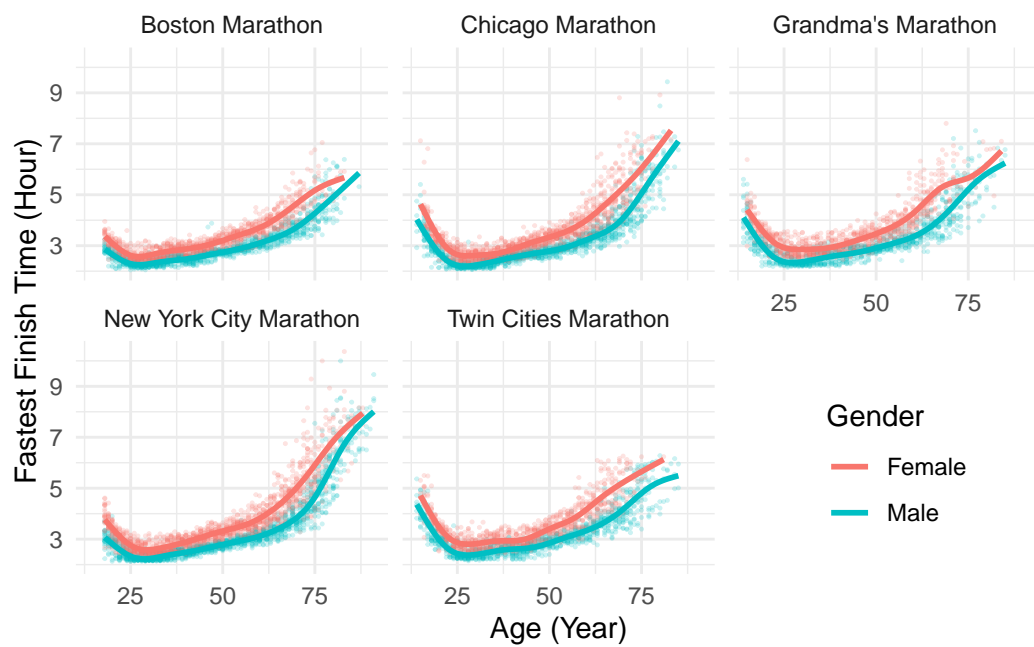 Boston Marathon
Chicago Marathon
Grandma's Marathon
9
7
5
3
25
50
75
New York City Marathon
Twin Cities Marathon
9
7
5
3
25
50
75
25
50
75
Fastest Finish Time (Hour)
Age (Year)
Gender
Female
Male